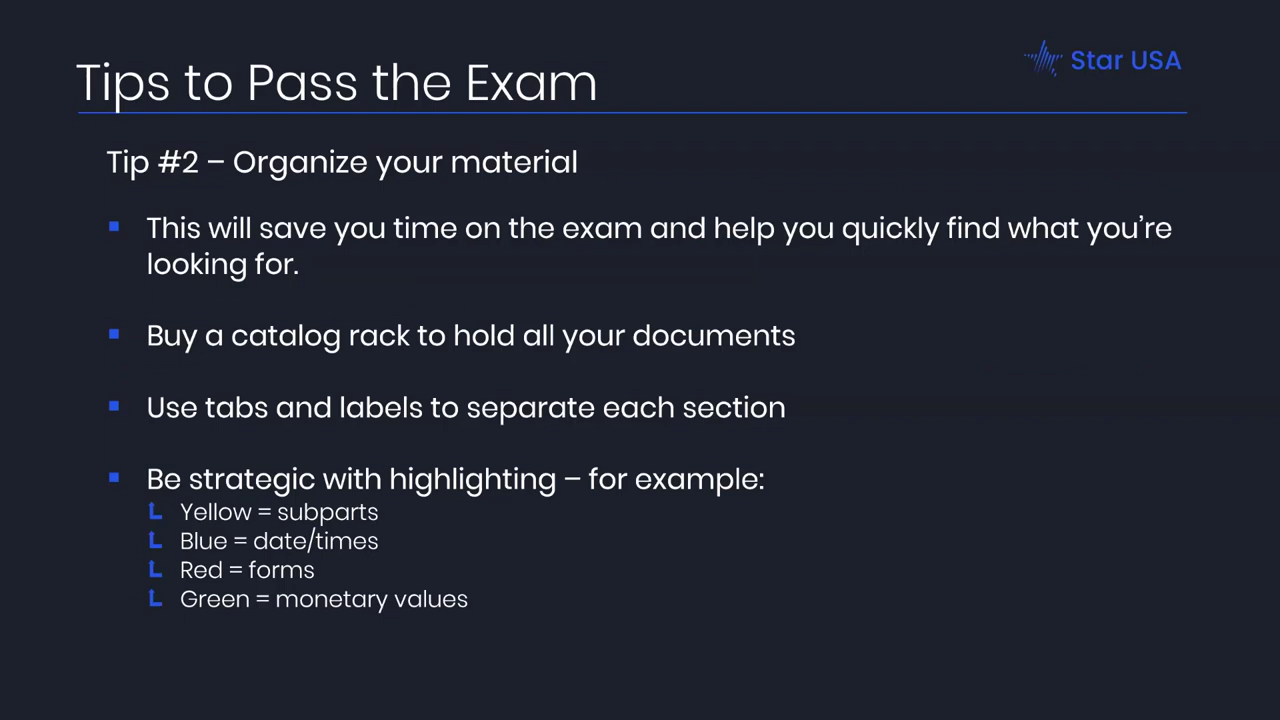 Star USA
Tips to Pass the Exam
Tip #2 – Organize your material
This will save you time on the exam and help you quickly find what you’re
looking for.
Buy a catalog rack to hold all your documents
Use tabs and labels to separate each section
Be strategic with highlighting – for example:
Yellow = subparts
Blue = date/times
Red = forms
Green = monetary values